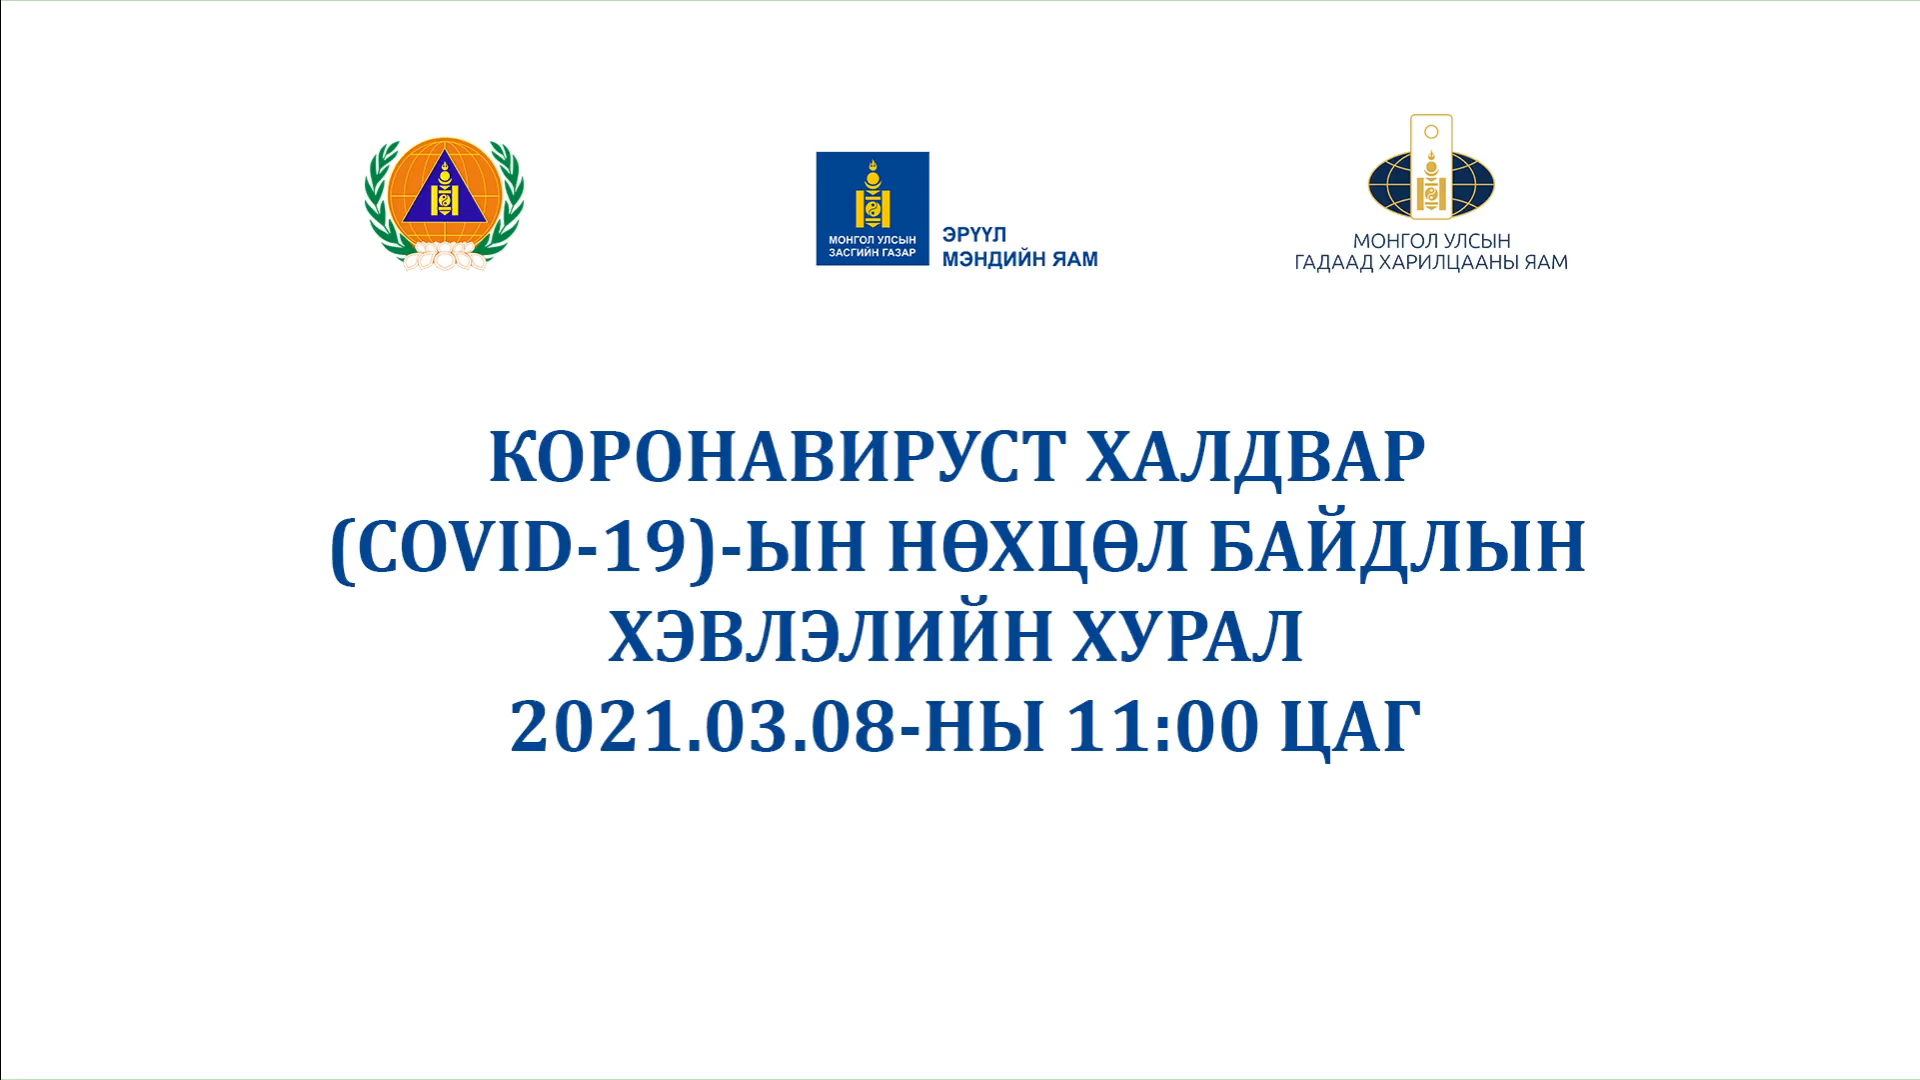 МОНГОЛ УЛСЫН
ЗАСГИЙН ГАЗАР
ЭРҮҮЛ
МЭНДИЙН ЯАМ
МОНГОЛ УЛСЫН
ГАДААД ХАРИЛЦААНЫ ЯАМ
КОРОНАВИРУСТ ХАЛДВАР
(COVID-19)-ЫН НӨХЦӨЛ БАЙДЛЫН
ХЭВЛЭЛИЙН ХУРАЛ
2021.03.08-НЫ 11:00 ЦАГ